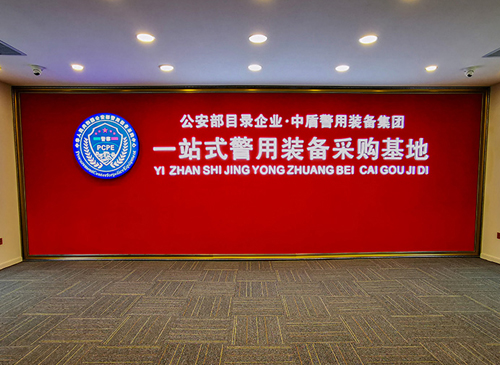 公安部目录企业·中盾警用装备集团
一站式警用装备采购基地
YI ZHAN SHI JING YONG ZHUANG BEI CAI GOU JI DI
警察
PCPE